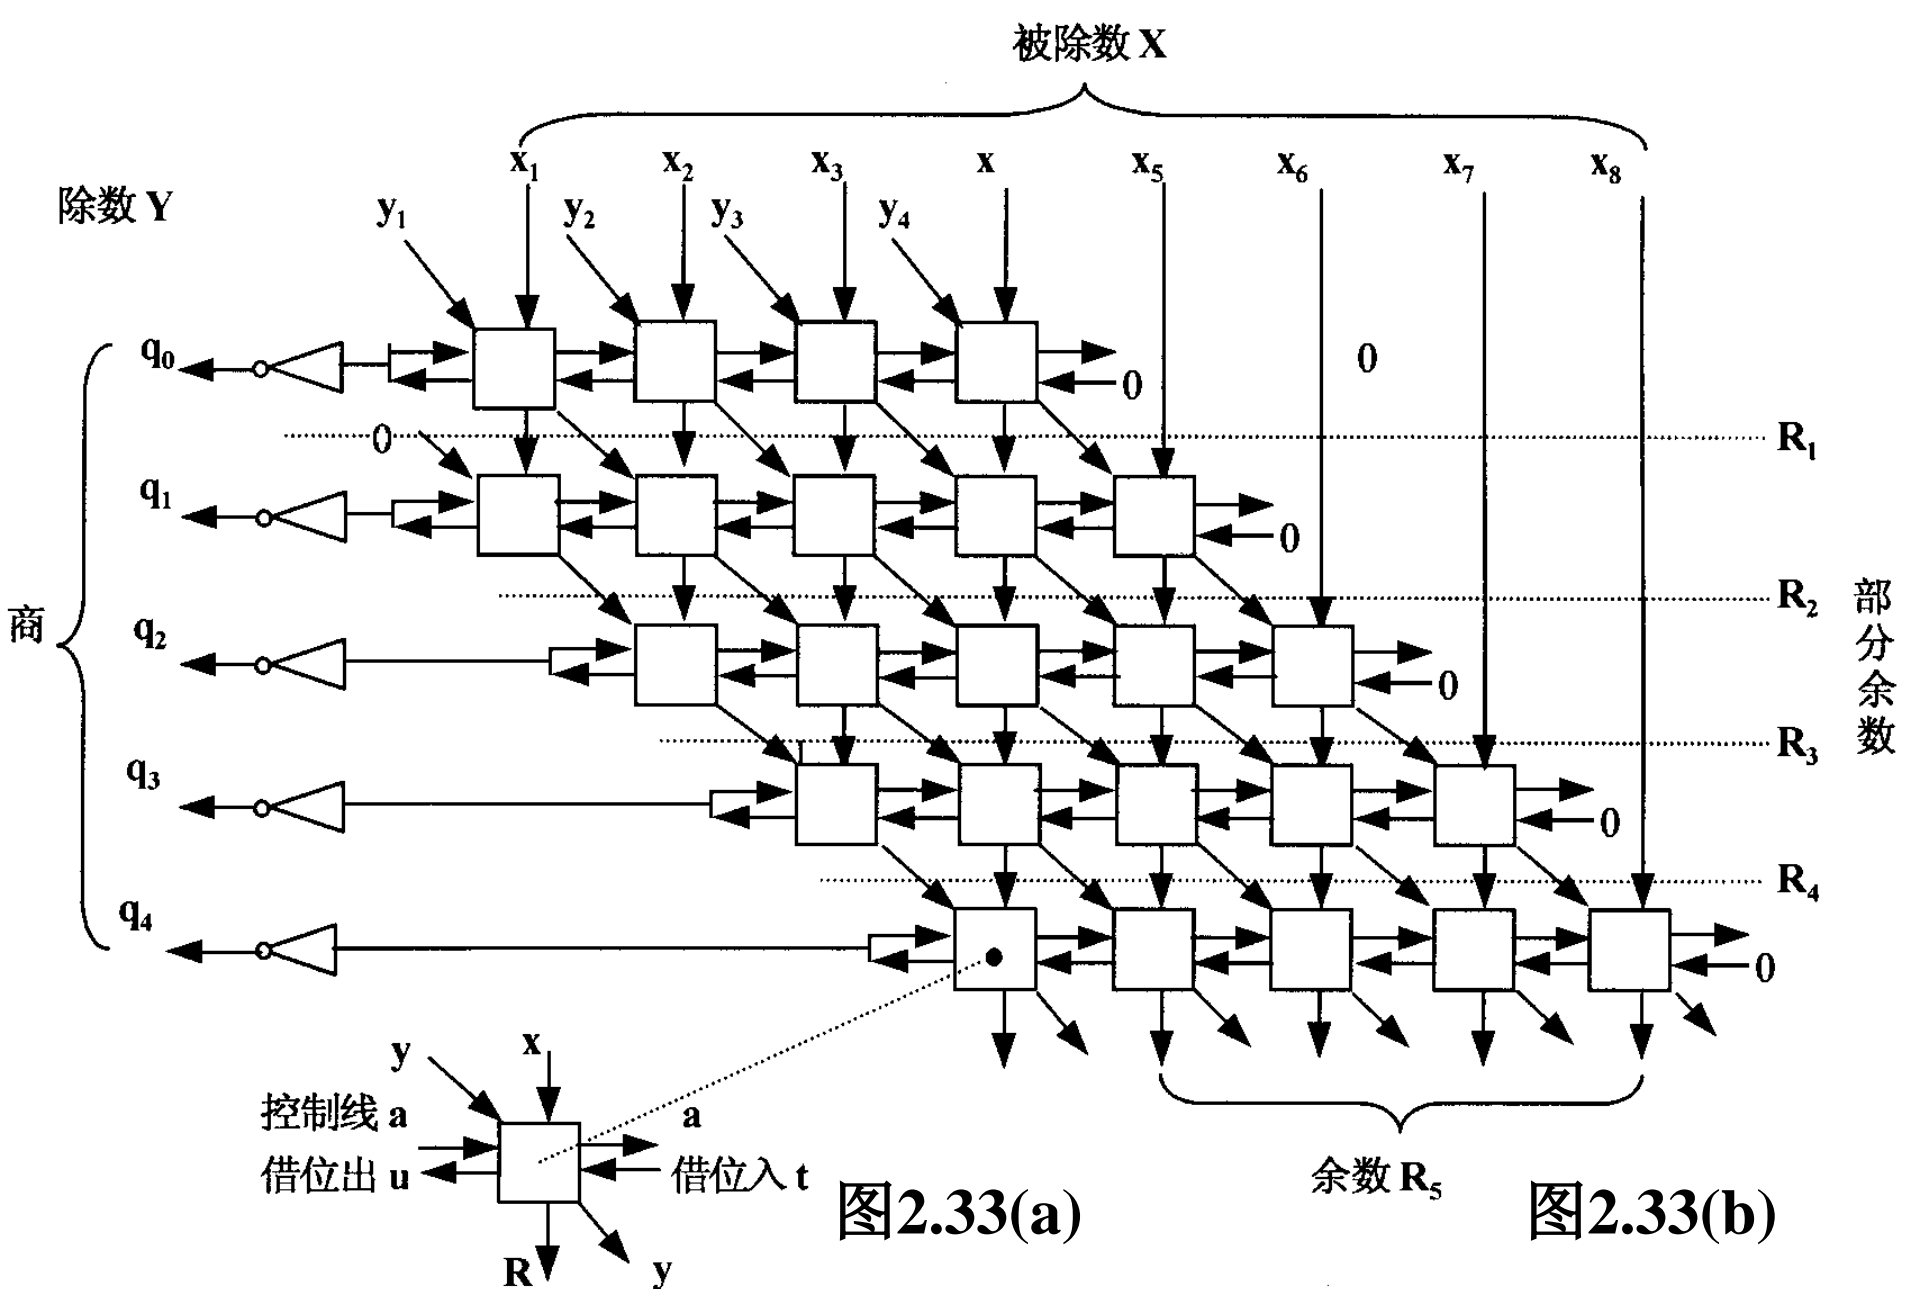 被除数 X
x₁ x₂ x₃ x x₅ x₆ x₇ x₈
除数 Y
y₁ y₂ y₃ y₄
q₀
0
0
0
R₁
q₁
0
R₂
部分余数
商
q₂
0
R₃
q₃
0
R₄
q₄
0
y
x
控制线 a
a
借位出 u
借位入 t
余数 R₅
R
y
图2.33(a)
图2.33(b)